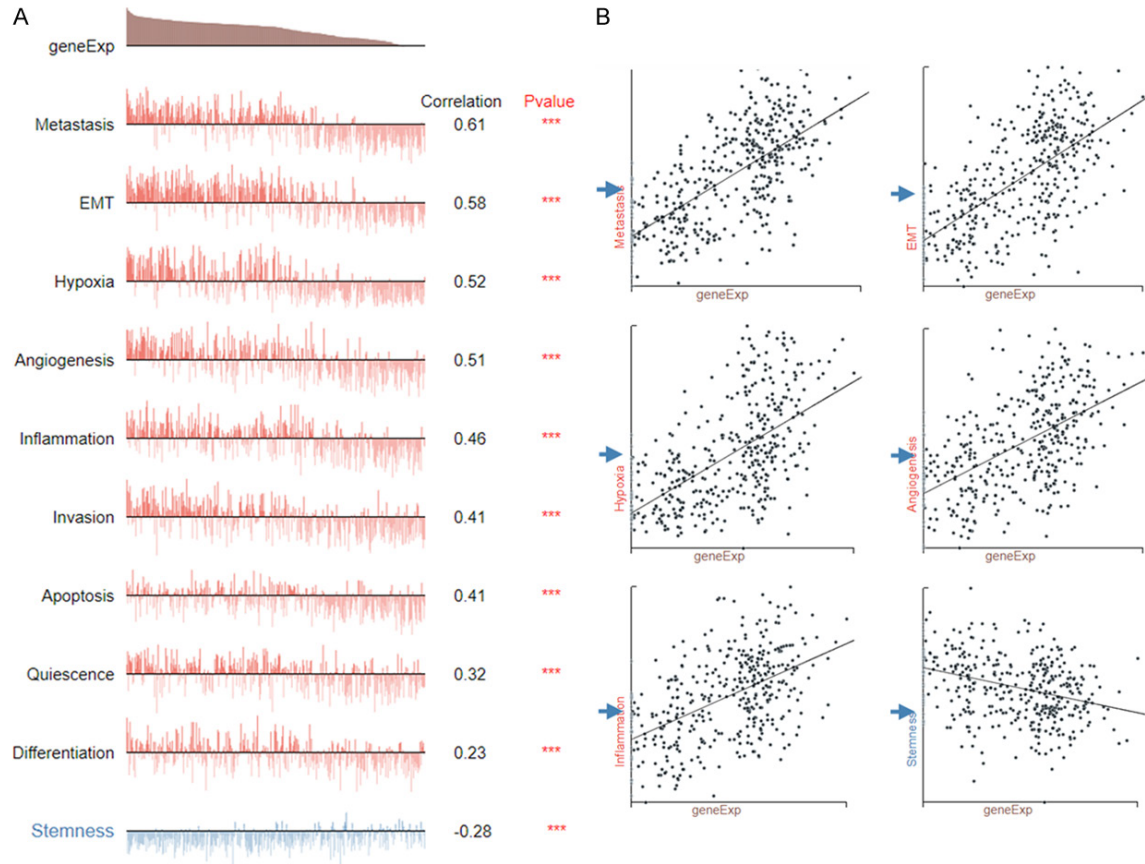 A
geneExp
Correlation Pvalue
Metastasis 0.61 ***
EMT 0.58 ***
Hypoxia 0.52 ***
Angiogenesis 0.51 ***
Inflammation 0.46 ***
Invasion 0.41 ***
Apoptosis 0.41 ***
Quiescence 0.32 ***
Differentiation 0.23 ***
Stemness -0.28 ***
B
Metastasis
geneExp
EMT
geneExp
Hypoxia
geneExp
Angiogenesis
geneExp
Inflammation
geneExp
Stemness
geneExp